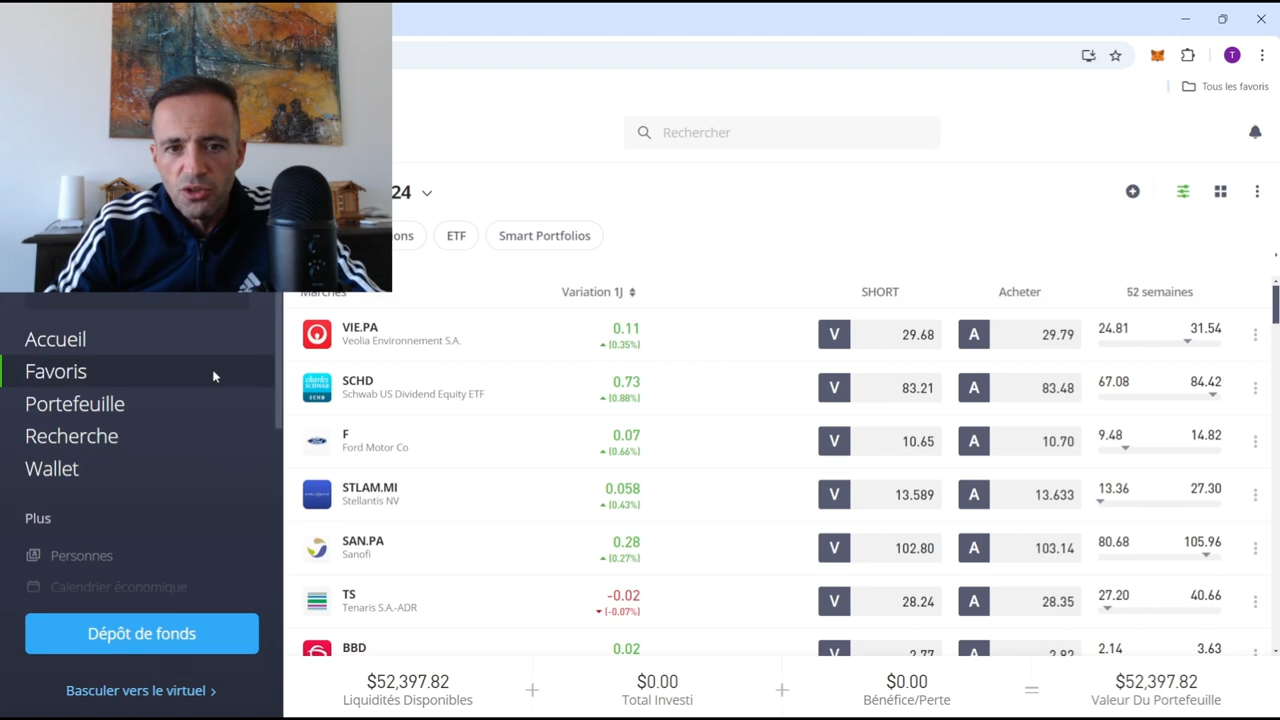 T
Tous les favoris
Rechercher
24
ons
ETF
Smart Portfolios
Marchés
Variation 1J
SHORT
Acheter
52 semaines
VIE.PA
Veolia Environnement S.A.
0.11
(0.35%)
V
29.68
A
29.79
24.81
31.54
charles
SCHWAB
SCHD
SCHD
Schwab US Dividend Equity ETF
0.73
(0.88%)
V
83.21
A
83.48
67.08
84.42
F
Ford Motor Co
0.07
(0.66%)
V
10.65
A
10.70
9.48
14.82
STLAM.MI
Stellantis NV
0.058
(0.43%)
V
13.589
A
13.633
13.36
27.30
SAN.PA
Sanofi
0.28
(0.27%)
V
102.80
A
103.14
80.68
105.96
TS
Tenaris S.A.-ADR
-0.02
(-0.07%)
V
28.24
A
28.35
27.20
40.66
BBD
0.02
V
2.77
A
2.82
2.14
3.63
Accueil
Favoris
Portefeuille
Recherche
Wallet
Plus
Personnes
Calendrier économique
Dépôt de fonds
Basculer vers le virtuel >
$52,397.82
Liquidités Disponibles
+
$0.00
Total Investi
+
$0.00
Bénéfice/Perte
=
$52,397.82
Valeur Du Portefeuille